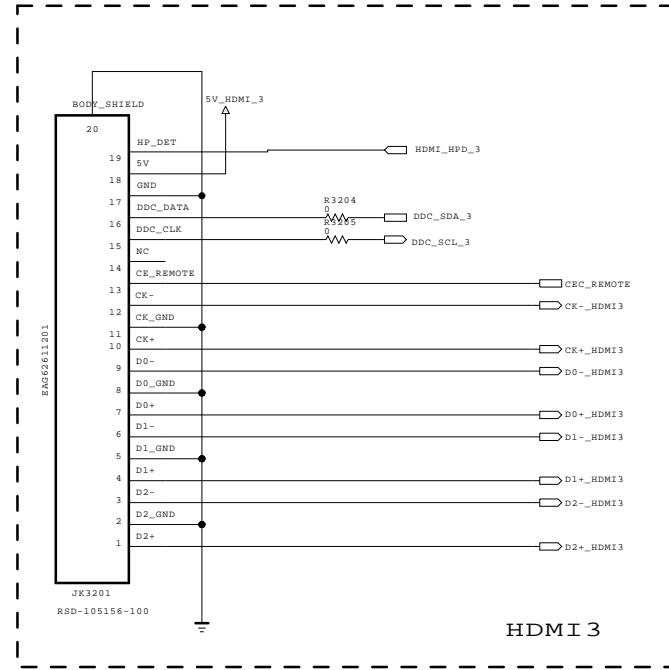 5V_HDMI_3
BODY_SHIELD
20
HP_DET
19
HDMI_HPD_3
5V
18
GND
17
DDC_DATA
R3204
0
16
DDC_SDA_3
DDC_CLK
R3205
0
15
DDC_SCL_3
NC
14
CE_REMOTE
13
CEC_REMOTE
CK-
12
CK-_HDMI3
CK_GND
11
CK+
10
CK+_HDMI3
D0-
9
D0-_HDMI3
D0_GND
8
D0+
7
D0+_HDMI3
D1-
6
D1-_HDMI3
D1_GND
5
D1+
4
D1+_HDMI3
D2-
3
D2-_HDMI3
D2_GND
2
D2+
1
D2+_HDMI3
EAG62611201
JK3201
RSD-105156-100
HDMI3